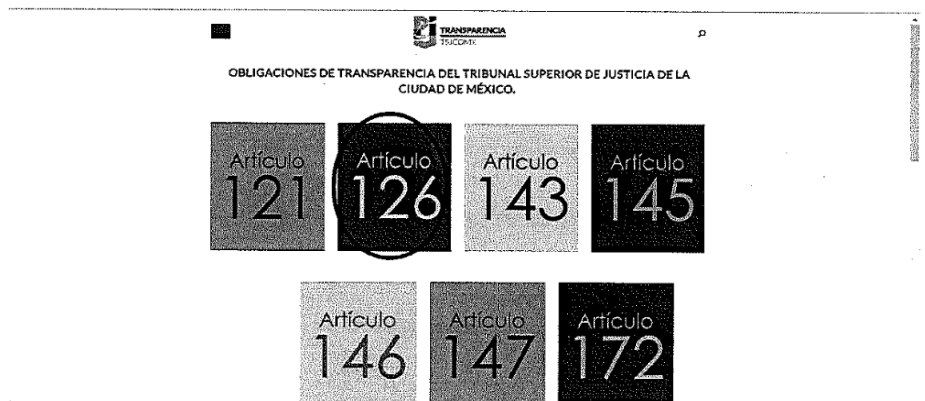 TRANSPARENCIA
TSJCDMX
OBLIGACIONES DE TRANSPARENCIA DEL TRIBUNAL SUPERIOR DE JUSTICIA DE LA
CIUDAD DE MÉXICO.
Artículo
121
Artículo
126
Artículo
143
Artículo
145
Artículo
146
Artículo
147
Artículo
172